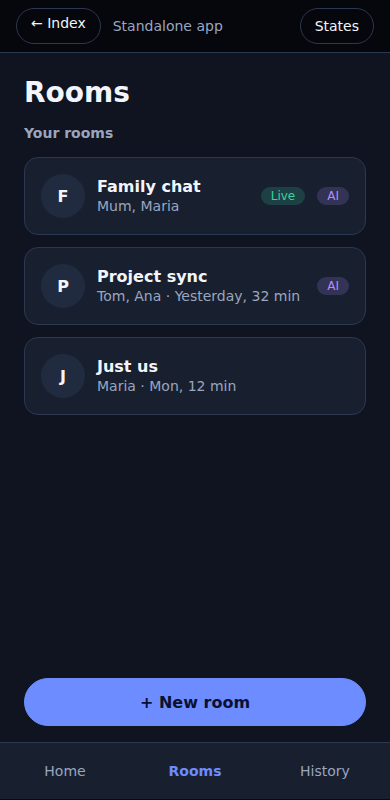 ← Index Standalone app States
Rooms
Your rooms
F Family chat Live AI
Mum, Maria
P Project sync AI
Tom, Ana · Yesterday, 32 min
J Just us
Maria · Mon, 12 min
+ New room
Home Rooms History